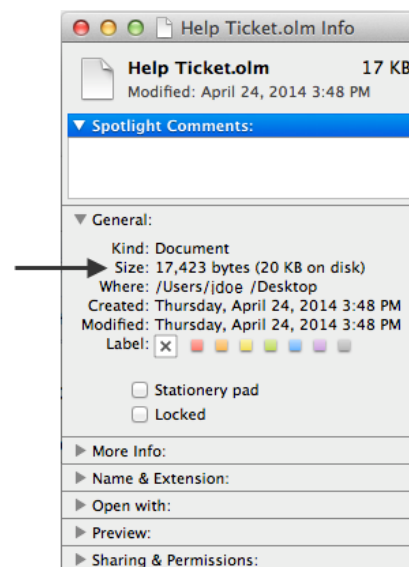 Help Ticket.olm Info
Help Ticket.olm 17 KB
Modified: April 24, 2014 3:48 PM
Spotlight Comments:
General:
Kind: Document
Size: 17,423 bytes (20 KB on disk)
Where: /Users/jdoe /Desktop
Created: Thursday, April 24, 2014 3:48 PM
Modified: Thursday, April 24, 2014 3:48 PM
Label:
Stationery pad
Locked
More Info:
Name & Extension:
Open with:
Preview:
Sharing & Permissions: